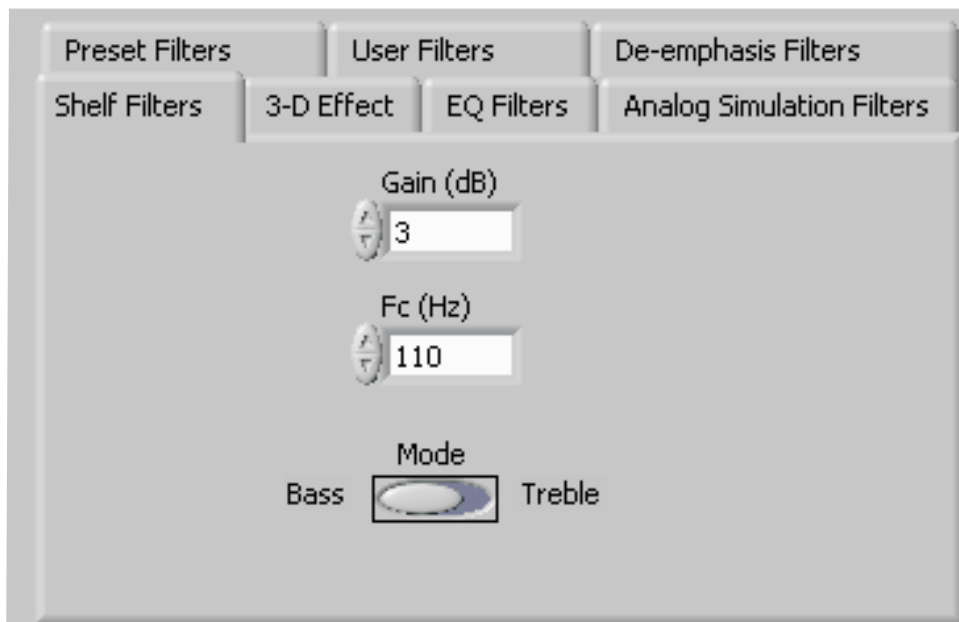 Preset Filters User Filters De-emphasis Filters
Shelf Filters 3-D Effect EQ Filters Analog Simulation Filters
Gain (dB)
3
Fc (Hz)
110
Mode
Bass Treble